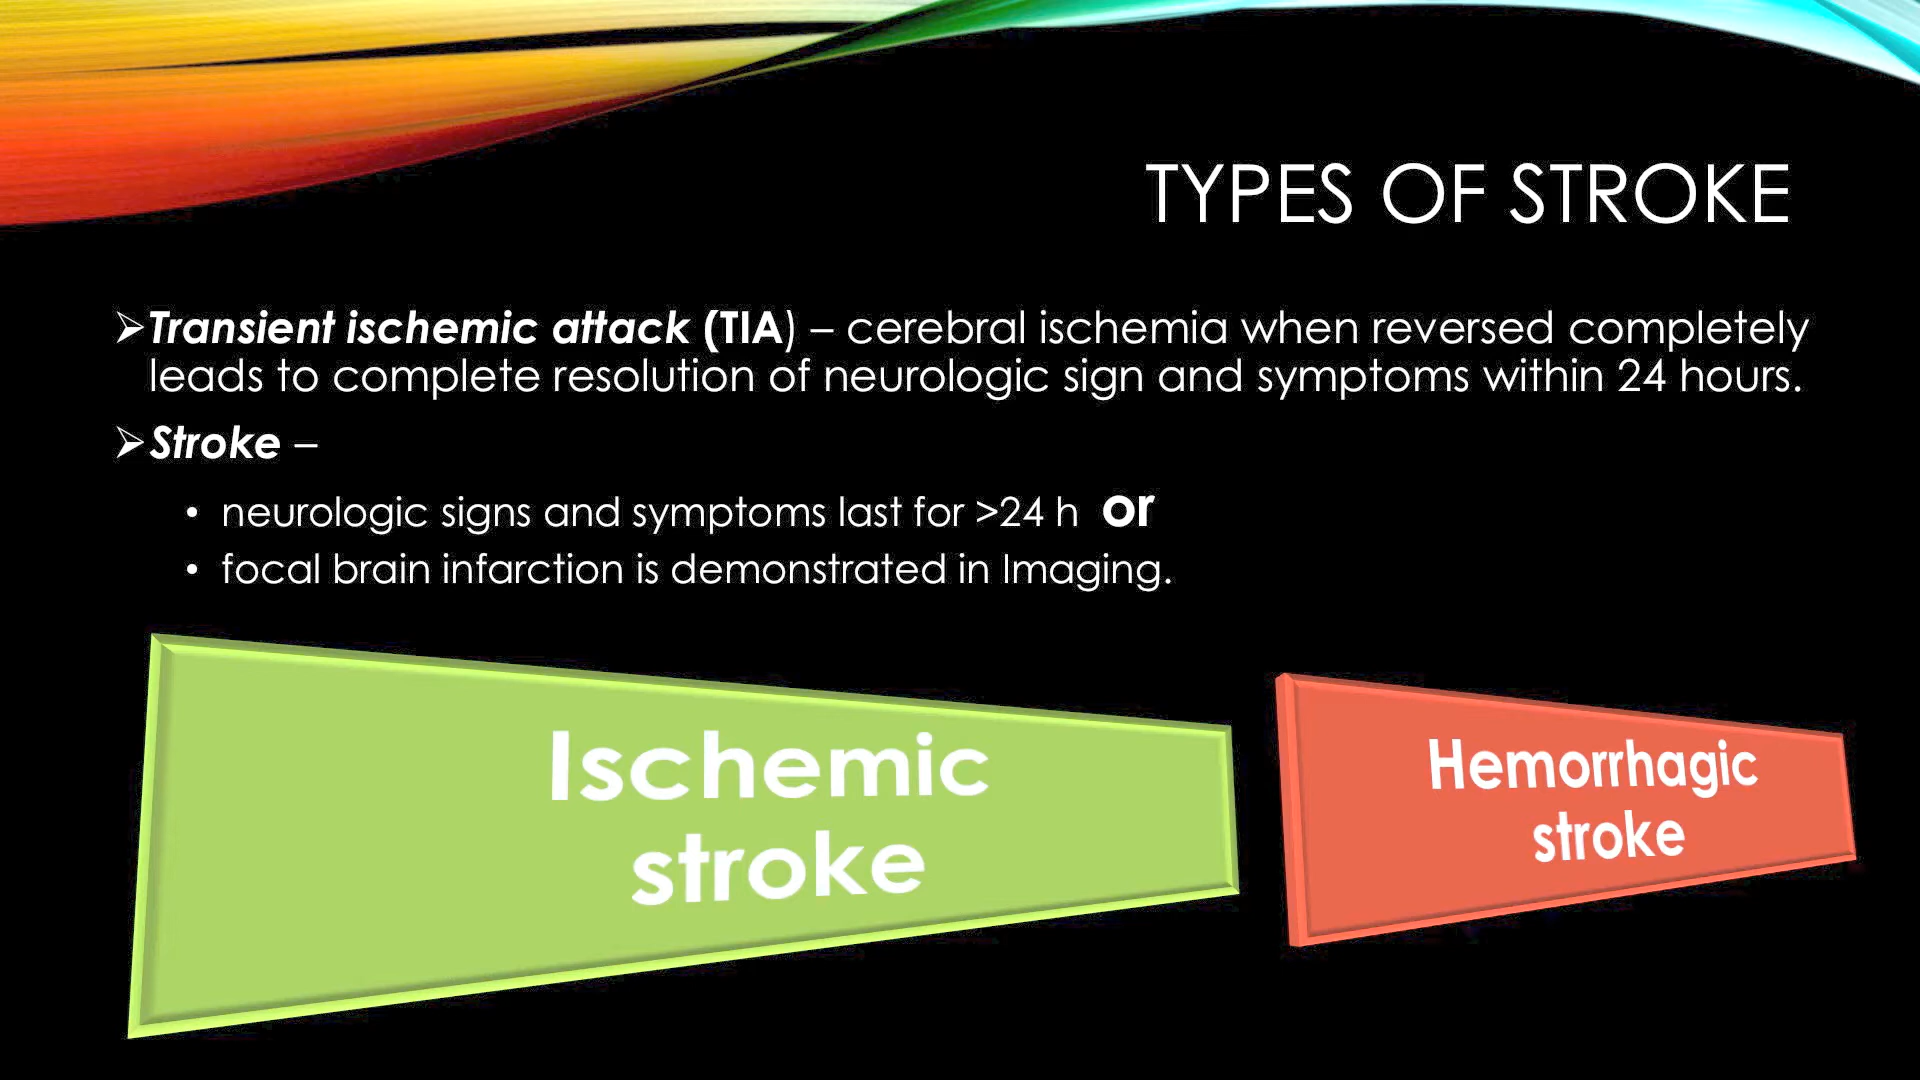 TYPES OF STROKE
➢Transient ischemic attack (TIA) – cerebral ischemia when reversed completely
leads to complete resolution of neurologic sign and symptoms within 24 hours.
➢Stroke –
• neurologic signs and symptoms last for >24 h or
• focal brain infarction is demonstrated in Imaging.
Ischemic
stroke
Hemorrhagic
stroke